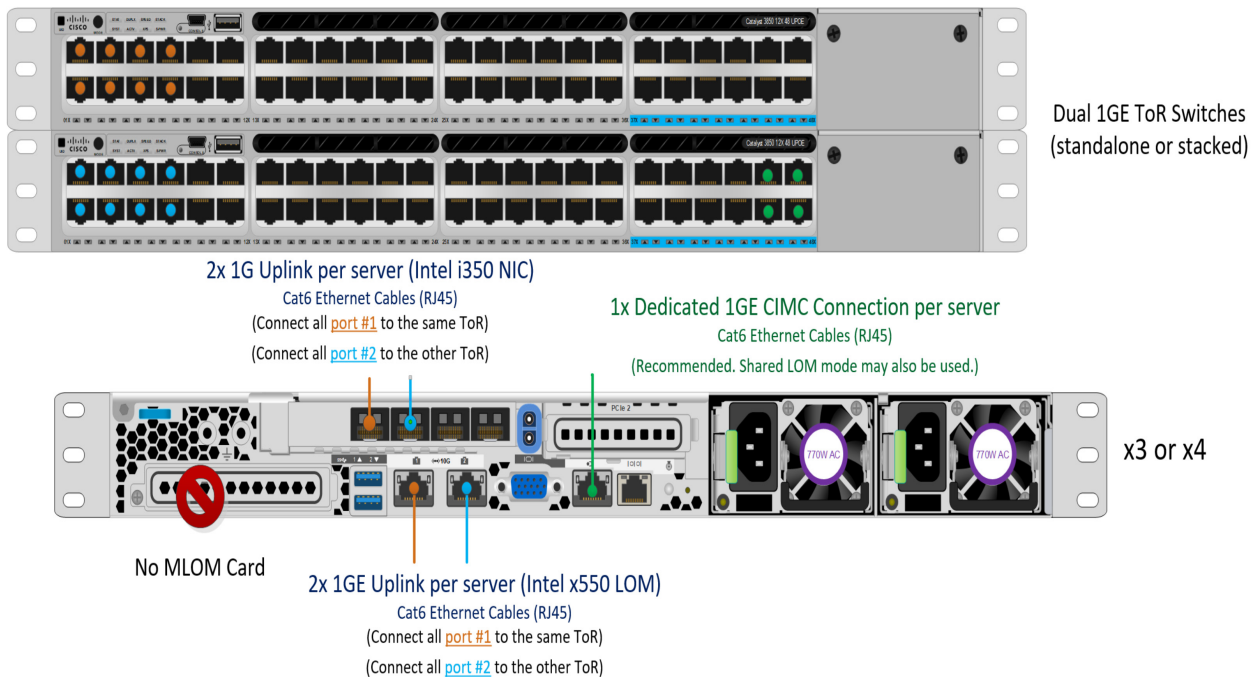 CISCO
Catalyst 3850 12X 48 UPOE
CISCO
Catalyst 3850 12X 48 UPOE
Dual 1GE ToR Switches
(standalone or stacked)
2x 1G Uplink per server (Intel i350 NIC)
Cat6 Ethernet Cables (RJ45)
(Connect all port #1 to the same ToR)
(Connect all port #2 to the other ToR)
1x Dedicated 1GE CIMC Connection per server
Cat6 Ethernet Cables (RJ45)
(Recommended. Shared LOM mode may also be used.)
PCIe 2
770W AC
770W AC
x3 or x4
No MLOM Card
2x 1GE Uplink per server (Intel x550 LOM)
Cat6 Ethernet Cables (RJ45)
(Connect all port #1 to the same ToR)
(Connect all port #2 to the other ToR)